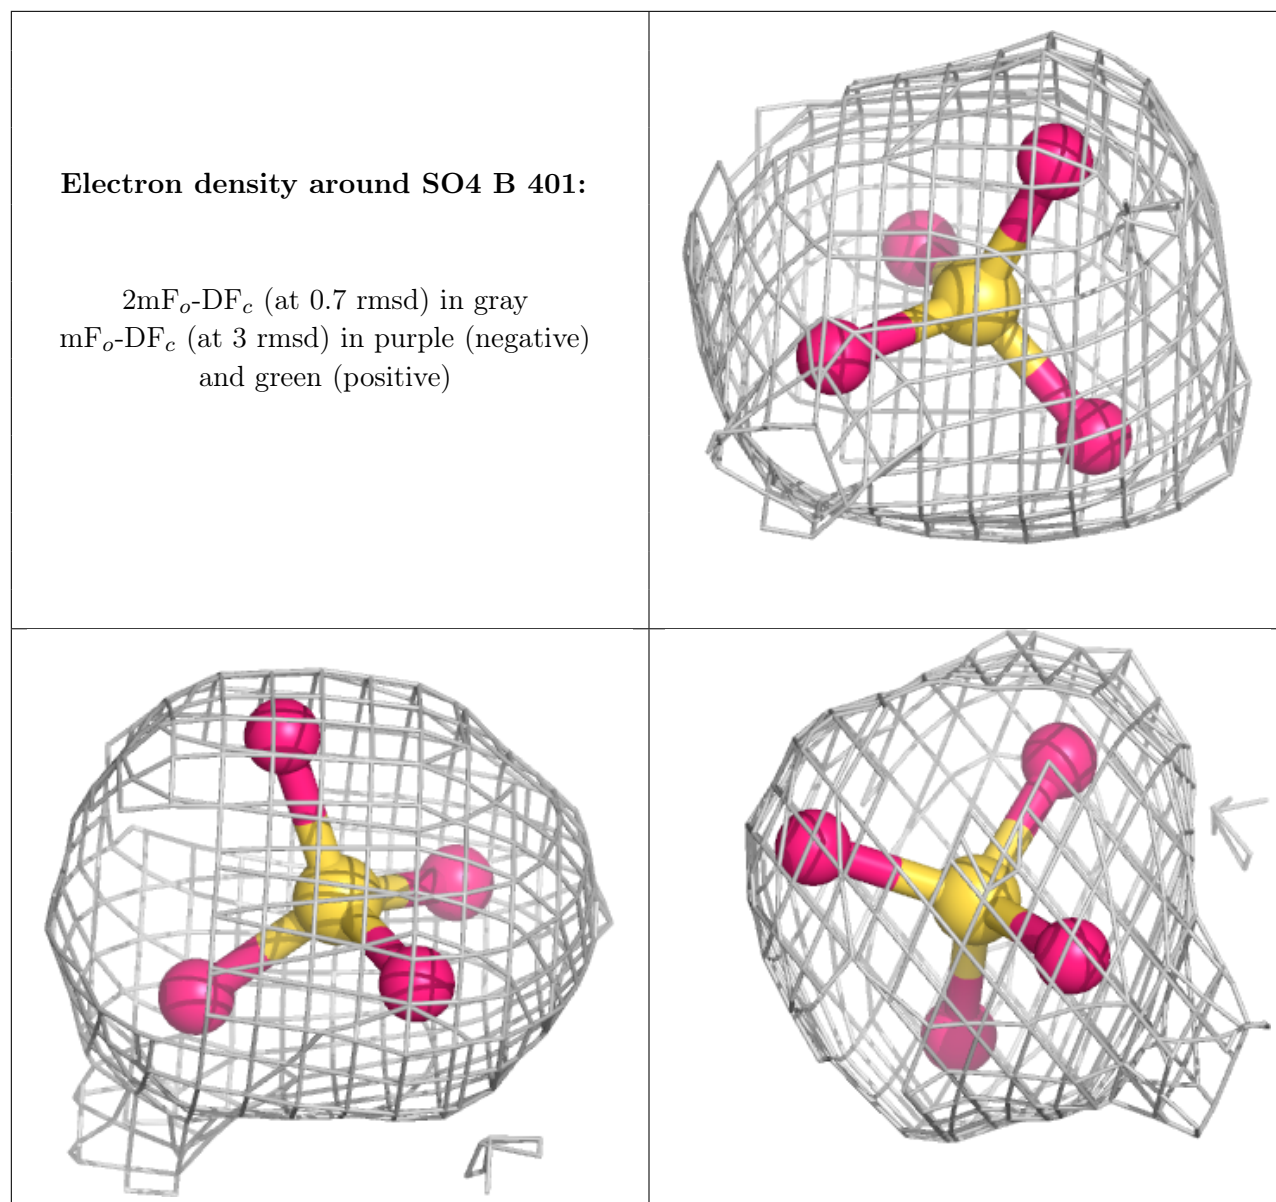 Electron density around SO4 B 401:
2mFo-DFc (at 0.7 rmsd) in gray
mFo-DFc (at 3 rmsd) in purple (negative)
and green (positive)